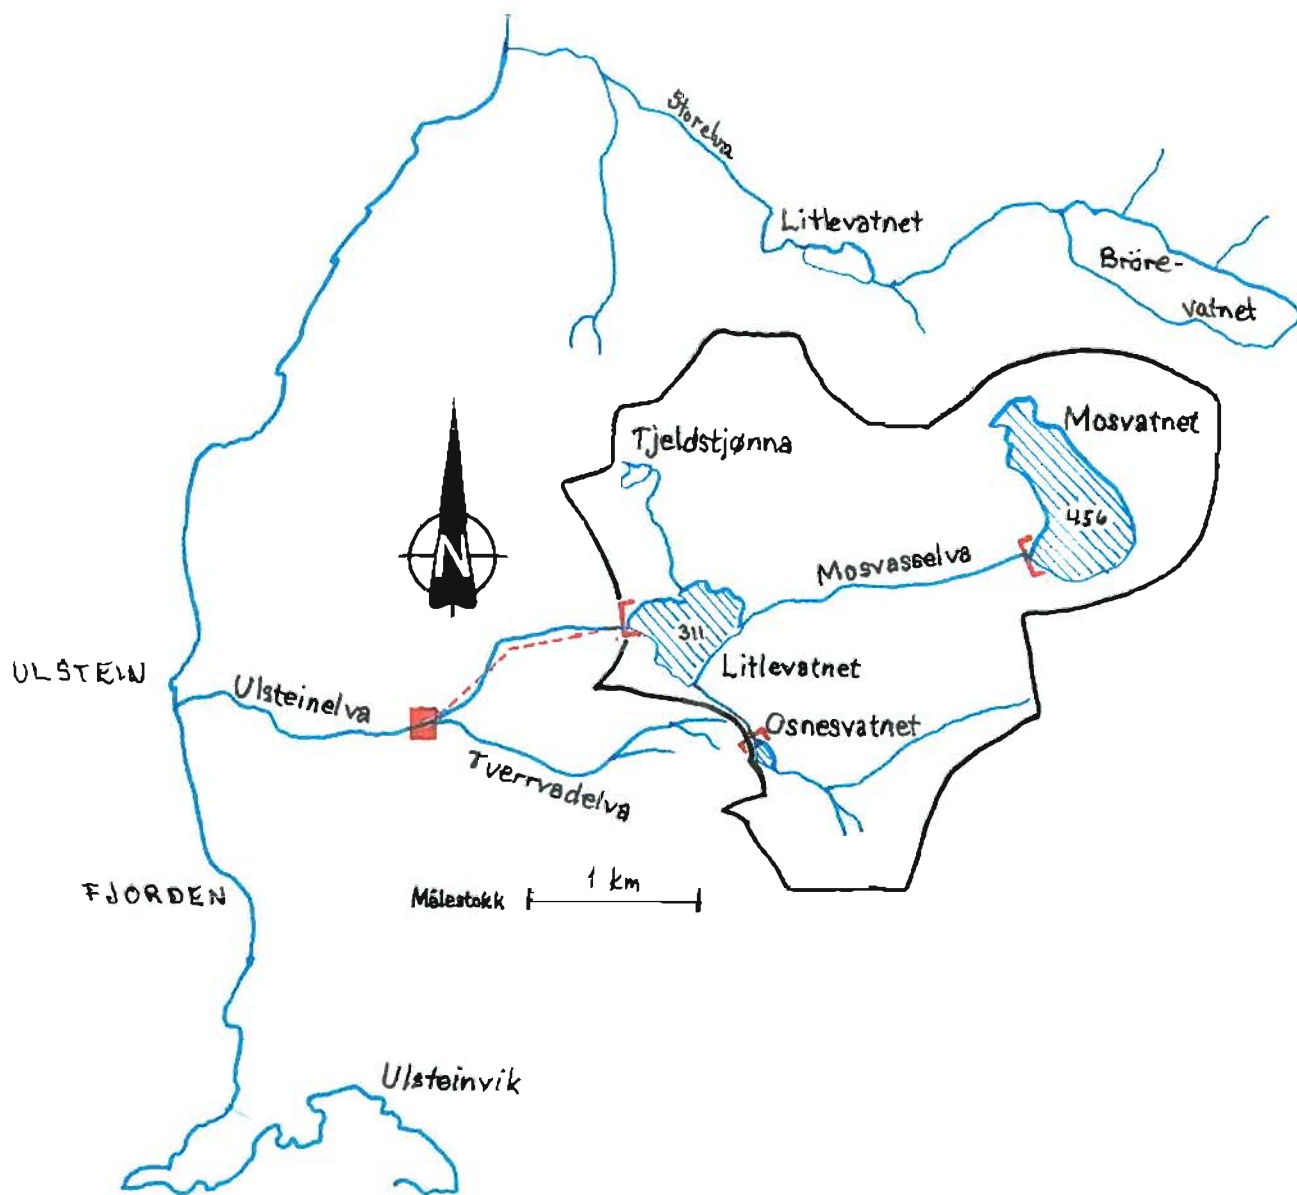 Storelva
Litlevatnet
Bröre-
vatnet
Tjeldstjønna
Mosvatnet
456
N
Mosvasselva
311
ULSTEIN
Litlevatnet
Ulsteinelva
Osnesvatnet
Tverrvadelva
FJORDEN
Målestokk
1 km
Ulsteinvik